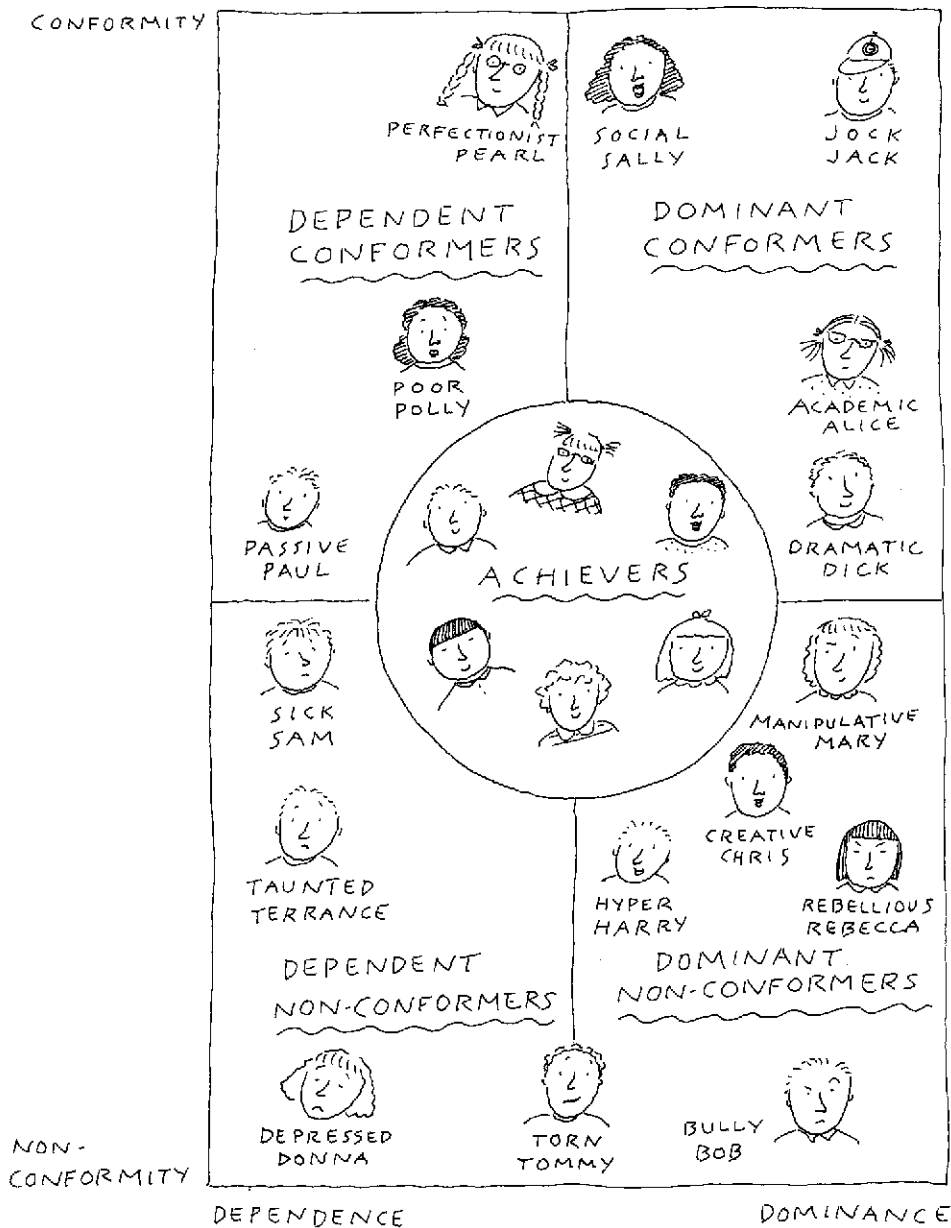 CONFORMITY
PERFECTIONIST
PEARL
SOCIAL
SALLY
JOCK
JACK
DEPENDENT
CONFORMERS
DOMINANT
CONFORMERS
POOR
POLLY
ACADEMIC
ALICE
PASSIVE
PAUL
DRAMATIC
DICK
ACHIEVERS
SICK
SAM
MANIPULATIVE
MARY
TAUNTED
TERRANCE
CREATIVE
CHRIS
HYPER
HARRY
REBELLIOUS
REBECCA
DEPENDENT
NON-CONFORMERS
DOMINANT
NON-CONFORMERS
DEPRESSED
DONNA
TORN
TOMMY
BULLY
BOB
NON-
CONFORMITY
DEPENDENCE
DOMINANCE